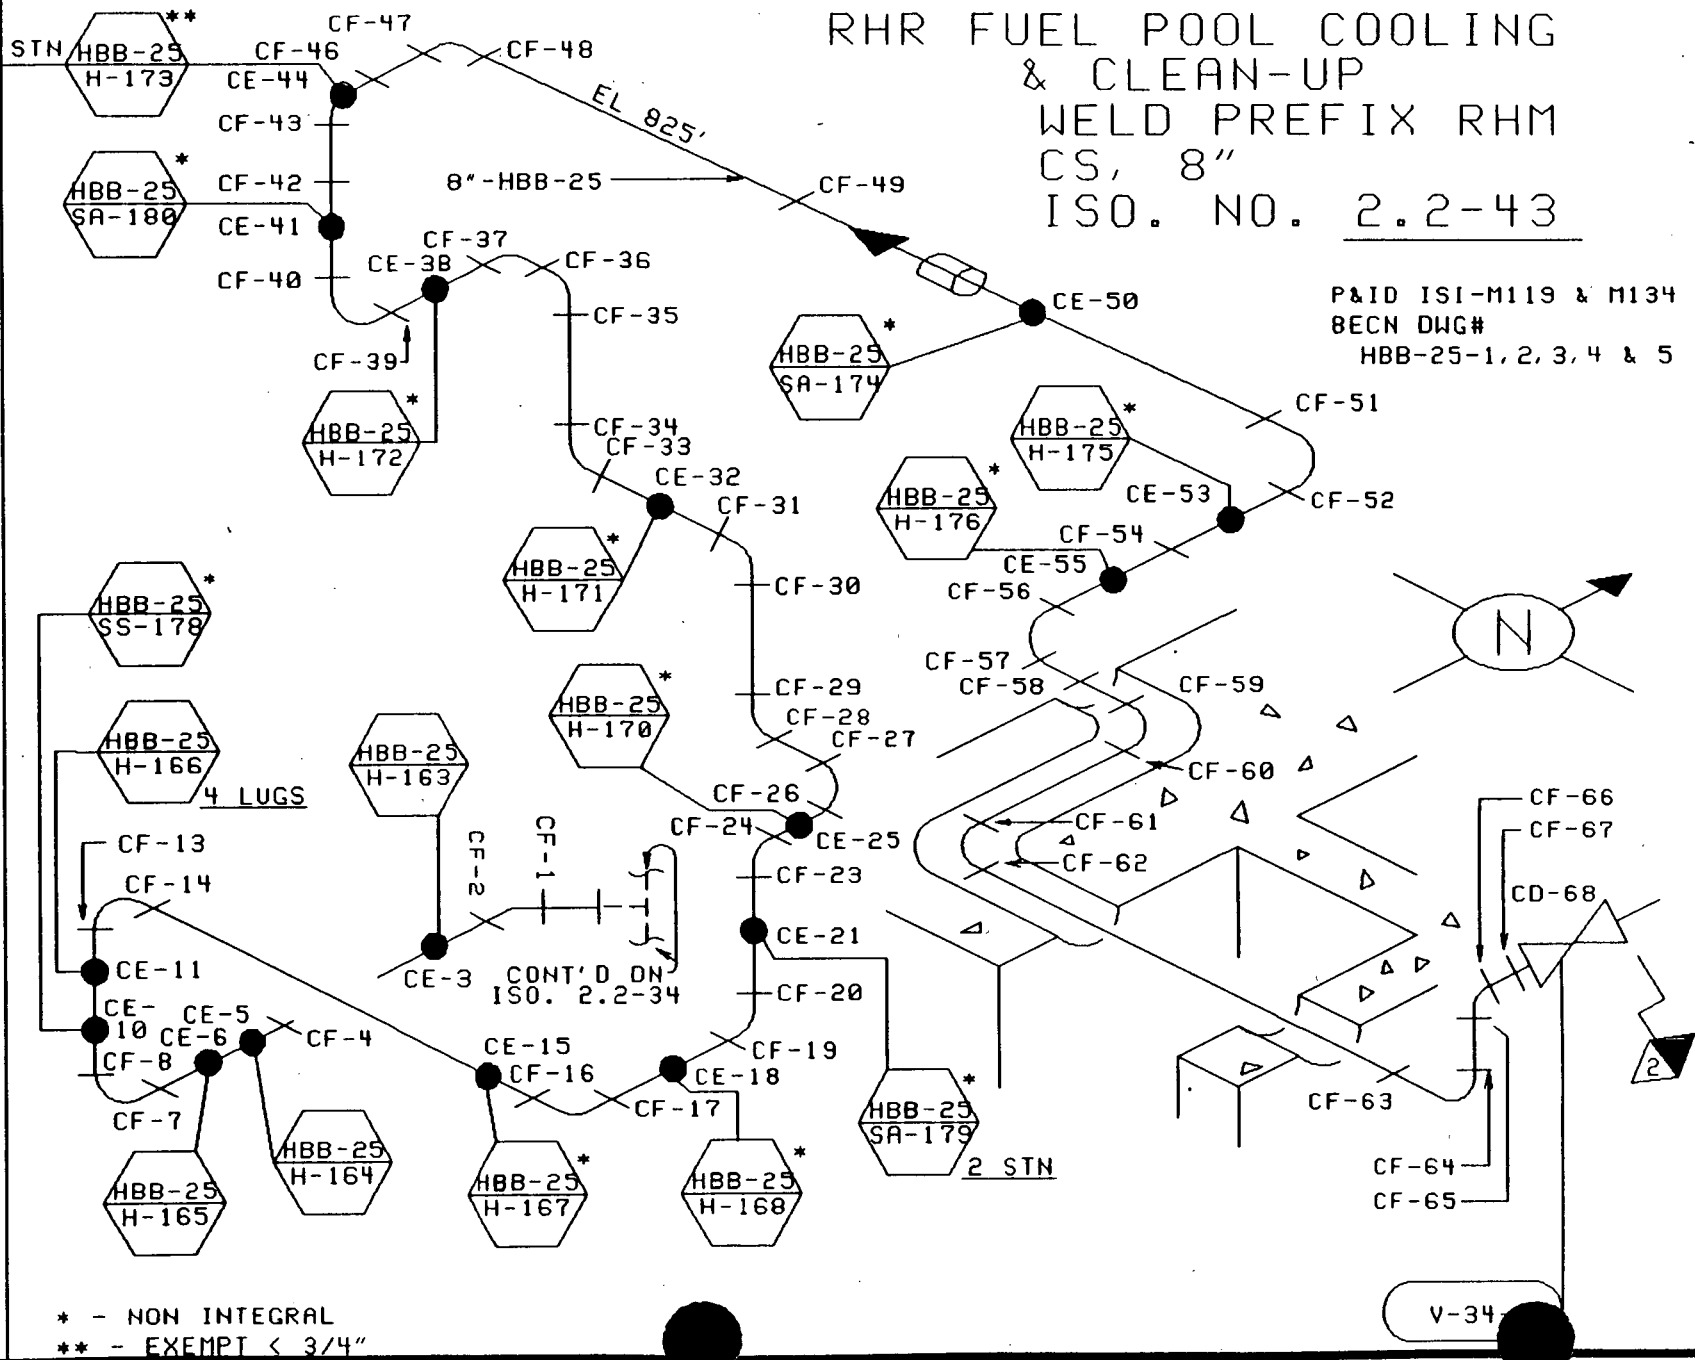 RHR FUEL POOL COOLING
& CLEAN-UP
WELD PREFIX RHM
CS, 8"
ISO. NO. 2.2-43
P&ID ISI-M119 & M134
BECN DWG#
HBB-25-1,2,3,4 & 5
STN
HBB-25
H-173
**
CF-46
CE-44
CF-47
CF-48
CF-43
EL 825'
8"-HBB-25
CF-49
HBB-25
SA-180
*
CF-42
CE-41
CF-40
CF-37
CE-38
CF-36
CF-35
CF-39
HBB-25
H-172
*
CF-34
CF-33
CE-32
CF-31
CE-50
HBB-25
SA-174
*
CF-51
HBB-25
H-175
*
CE-53
CF-52
HBB-25
H-176
*
CF-54
CE-55
CF-56
HBB-25
H-171
*
CF-30
HBB-25
SS-178
*
N
CF-57
CF-58
CF-59
CF-29
CF-28
CF-27
HBB-25
H-170
*
HBB-25
H-166
4 LUGS
HBB-25
H-163
CF-60
CF-26
CF-24
CE-25
CF-61
CF-62
CF-66
CF-67
CF-13
CF-14
CF-2
CF-1
CF-23
CD-68
CE-21
CE-11
CE-3
CONT'D ON
ISO. 2.2-34
CF-20
CE-
10
CE-5
CE-6
CF-4
CF-8
CE-15
CF-16
CF-19
CE-18
CF-17
CF-7
2
CF-63
HBB-25
SA-179
*
2 STN
HBB-25
H-164
HBB-25
H-165
HBB-25
H-167
*
HBB-25
H-168
*
CF-64
CF-65
* - NON INTEGRAL
** - EXEMPT < 3/4"
V-34-